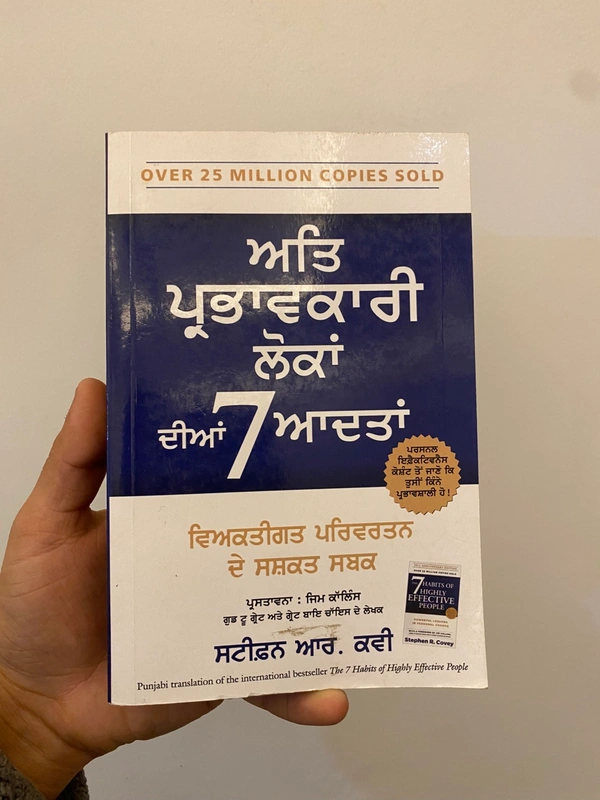 OVER 25 MILLION COPIES SOLD
ਅਤਿ
ਪ੍ਰਭਾਵਕਾਰੀ
ਲੋਕਾਂ
ਦੀਆਂ 7 ਆਦਤਾਂ
ਪਰਸਨਲ
ਇਫ਼ੈਕਟਿਵਨੈਸ
ਕੋਸ਼ੰਟ ਤੋਂ ਜਾਣੋ ਕਿ
ਤੁਸੀਂ ਕਿੰਨੇ
ਪ੍ਰਭਾਵਸ਼ਾਲੀ ਹੋ!
ਵਿਅਕਤੀਗਤ ਪਰਿਵਰਤਨ
ਦੇ ਸਸ਼ਕਤ ਸਬਕ
ਪ੍ਰਸਤਾਵਨਾ : ਜਿਮ ਕਾੱਲਿੰਸ
ਗੁਡ ਟੂ ਗ੍ਰੇਟ ਅਤੇ ਗ੍ਰੇਟ ਬਾਇ ਚਾੱਇਸ ਦੇ ਲੇਖਕ
ਸਟੀਫ਼ਨ ਆਰ. ਕਵੀ
7 HABITS OF
HIGHLY
EFFECTIVE
PEOPLE
Stephen R. Covey
Punjabi translation of the international bestseller The 7 Habits of Highly Effective People